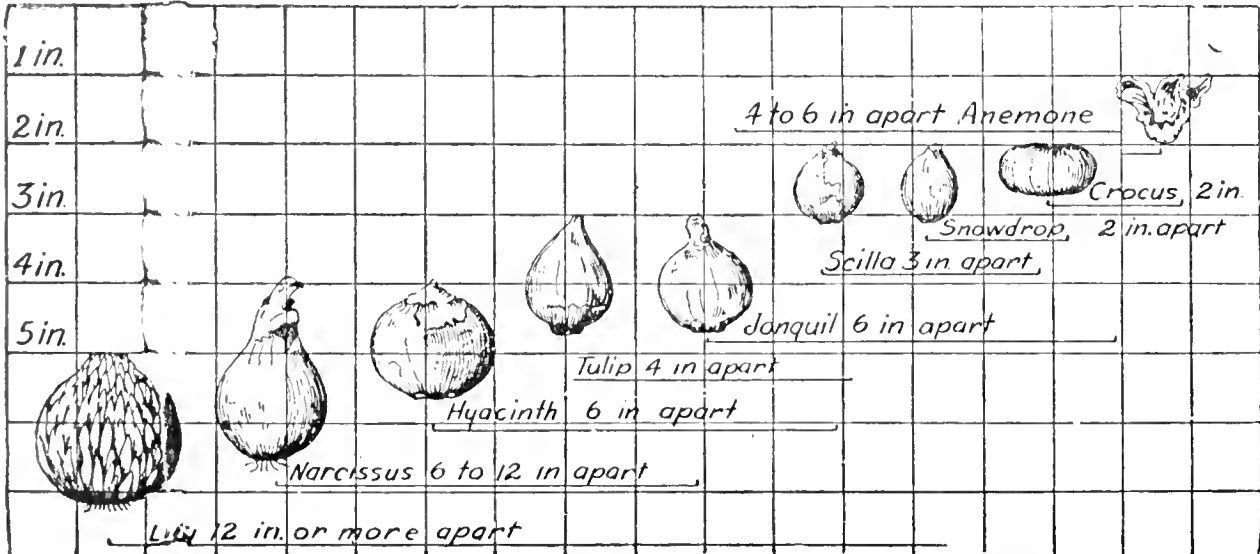 1 in.
2 in.
4 to 6 in apart Anemone
3 in.
Crocus, 2 in.
Snowdrop, 2 in. apart
4 in.
Scilla 3 in. apart
5 in.
Jonquil 6 in apart
Tulip 4 in apart
Hyacinth 6 in apart
Narcissus 6 to 12 in apart
Lily 12 in. or more apart